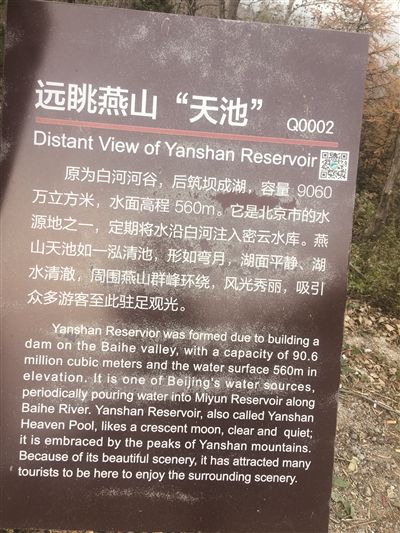 远眺燕山“天池” Q0002
Distant View of Yanshan Reservoir
原为白河河谷，后筑坝成湖，容量 9060
万立方米，水面高程 560m。它是北京市的水
源地之一，定期将水沿白河注入密云水库。燕
山天池如一泓清池，形如弯月，湖面平静、湖
水清澈，周围燕山群峰环绕，风光秀丽，吸引
众多游客至此驻足观光。
Yanshan Reservior was formed due to building a
dam on the Baihe valley, with a capacity of 90.6
million cubic meters and the water surface 560m in
elevation. It is one of Beijing's water sources,
periodically pouring water into Miyun Reservoir along
Baihe River. Yanshan Reservoir, also called Yanshan
Heaven Pool, likes a crescent moon, clear and quiet;
it is embraced by the peaks of Yanshan mountains.
Because of its beautiful scenery, it has attracted many
tourists to be here to enjoy the surrounding scenery.